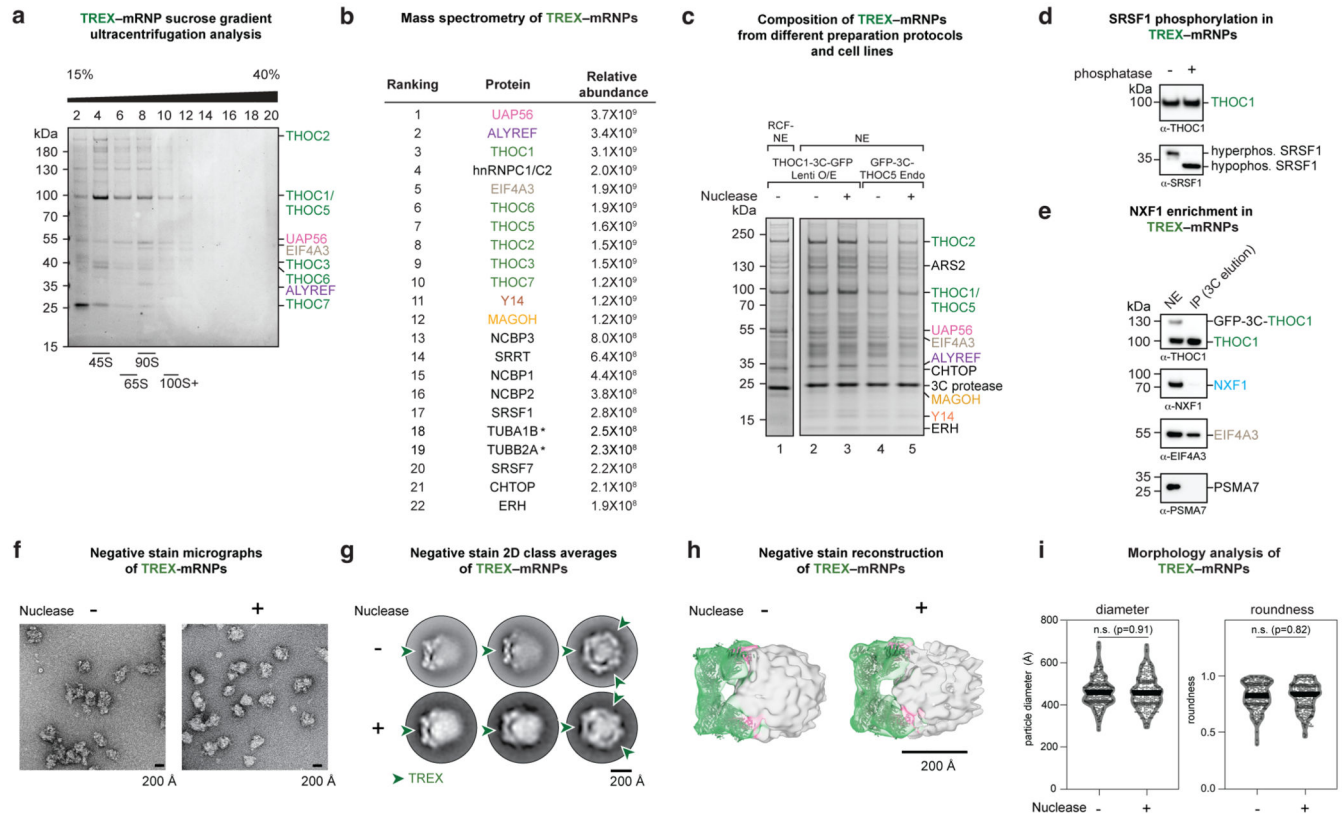 a
TREX–mRNP sucrose gradient
ultracentrifugation analysis
15% 40%
2 4 6 8 10 12 14 16 18 20
kDa
180
130
100
70
55
40
35
25
15
THOC2
THOC1/
THOC5
UAP56
EIF4A3
THOC3
THOC6
ALYREF
THOC7
45S 90S
65S 100S+
b
Mass spectrometry of TREX–mRNPs
Ranking Protein Relative
abundance
1 UAP56 3.7X10⁹
2 ALYREF 3.4X10⁹
3 THOC1 3.1X10⁹
4 hnRNPC1/C2 2.0X10⁹
5 EIF4A3 1.9X10⁹
6 THOC6 1.9X10⁹
7 THOC5 1.6X10⁹
8 THOC2 1.5X10⁹
9 THOC3 1.5X10⁹
10 THOC7 1.2X10⁹
11 Y14 1.2X10⁹
12 MAGOH 1.2X10⁹
13 NCBP3 8.0X10⁸
14 SRRT 6.4X10⁸
15 NCBP1 4.4X10⁸
16 NCBP2 3.8X10⁸
17 SRSF1 2.8X10⁸
18 TUBA1B * 2.5X10⁸
19 TUBB2A * 2.3X10⁸
20 SRSF7 2.2X10⁸
21 CHTOP 2.1X10⁸
22 ERH 1.9X10⁸
c
Composition of TREX–mRNPs
from different preparation protocols
and cell lines
RCF-
NE NE
THOC1-3C-GFP
Lenti O/E
GFP-3C-
THOC5 Endo
Nuclease - - + - +
kDa
250
130
100
70
55
35
25
15
THOC2
ARS2
THOC1/
THOC5
UAP56
EIF4A3
ALYREF
CHTOP
3C protease
MAGOH
Y14
ERH
1 2 3 4 5
d
SRSF1 phosphorylation in
TREX–mRNPs
phosphatase - +
kDa
100 THOC1
α-THOC1
35 hyperphos. SRSF1
hypophos. SRSF1
α-SRSF1
e
NXF1 enrichment in
TREX–mRNPs
NE IP (3C elution)
kDa
130 GFP-3C-THOC1
100 THOC1
α-THOC1
100
70 NXF1
α-NXF1
55 EIF4A3
α-EIF4A3
35
25 PSMA7
α-PSMA7
f
Negative stain micrographs
of TREX-mRNPs
Nuclease - +
200 Å 200 Å
g
Negative stain 2D class averages
of TREX–mRNPs
Nuclease
-
+
TREX
200 Å
h
Negative stain reconstruction
of TREX–mRNPs
Nuclease - +
200 Å
i
Morphology analysis of
TREX–mRNPs
diameter roundness
n.s. (p=0.91) n.s. (p=0.82)
particle diameter (Å)
800
600
400
200
0
roundness
1.0
0.5
0.0
Nuclease - + - +